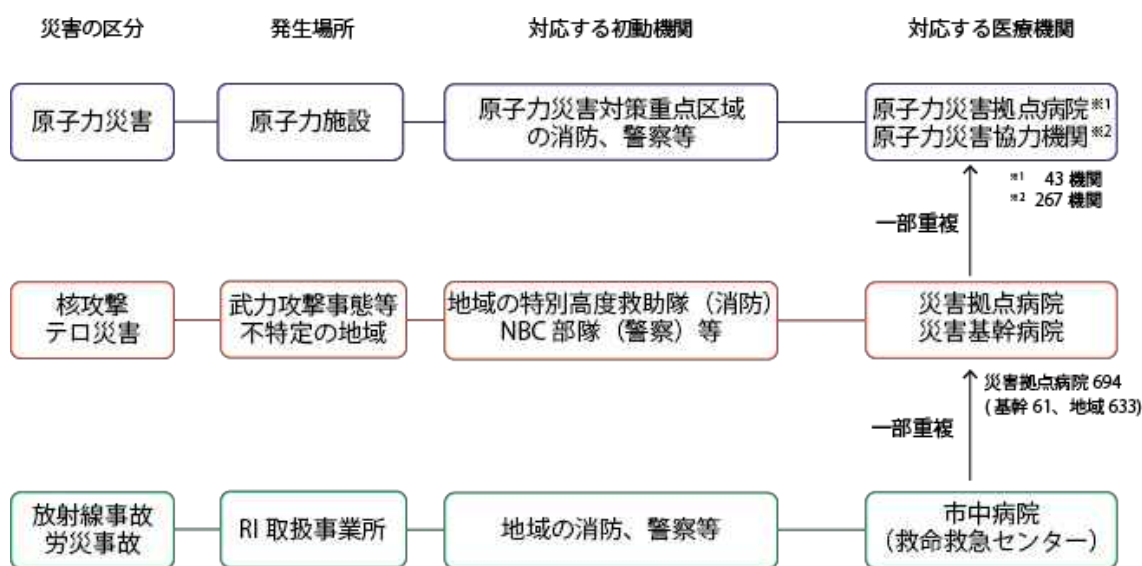 災害の区分 発生場所 対応する初動機関 対応する医療機関
原子力災害 原子力施設 原子力災害対策重点区域
の消防、警察等 原子力災害拠点病院※1
原子力災害協力機関※2
※1 43 機関
※2 267 機関
一部重複
核攻撃
テロ災害 武力攻撃事態等
不特定の地域 地域の特別高度救助隊（消防）
NBC 部隊（警察）等 災害拠点病院
災害基幹病院
災害拠点病院 694
( 基幹 61、地域 633)
一部重複
放射線事故
労災事故 RI 取扱事業所 地域の消防、警察等 市中病院
（救命救急センター）